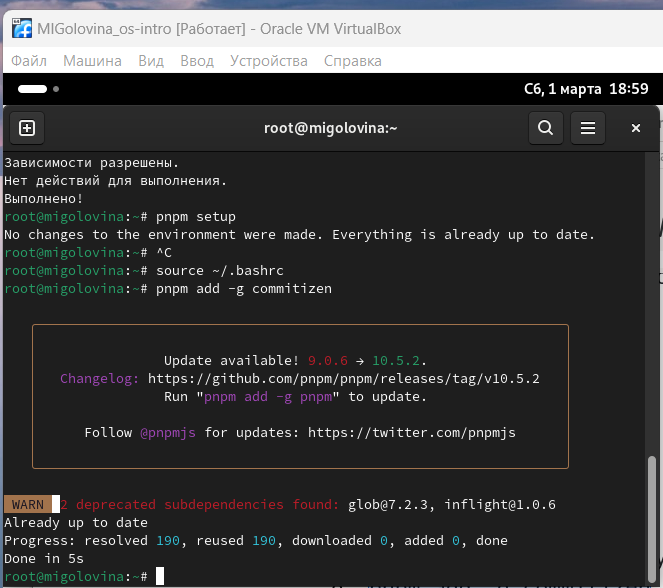 MIGolovina_os-intro [Работает] - Oracle VM VirtualBox
Файл Машина Вид Ввод Устройства Справка
Сб, 1 марта 18:59
root@migolovina:~
Зависимости разрешены.
Нет действий для выполнения.
Выполнено!
root@migolovina:~# pnpm setup
No changes to the environment were made. Everything is already up to date.
root@migolovina:~# ^C
root@migolovina:~# source ~/.bashrc
root@migolovina:~# pnpm add -g commitizen
Update available! 9.0.6 → 10.5.2.
Changelog: https://github.com/pnpm/pnpm/releases/tag/v10.5.2
Run "pnpm add -g pnpm" to update.
Follow @pnpmjs for updates: https://twitter.com/pnpmjs
WARN 2 deprecated subdependencies found: glob@7.2.3, inflight@1.0.6
Already up to date
Progress: resolved 190, reused 190, downloaded 0, added 0, done
Done in 5s
root@migolovina:~#